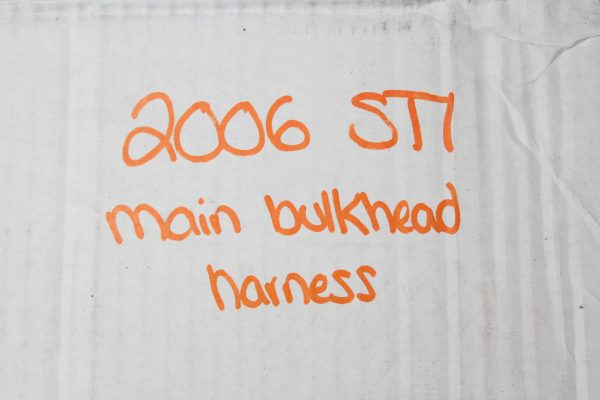 2006 STI
main bulkhead
harness